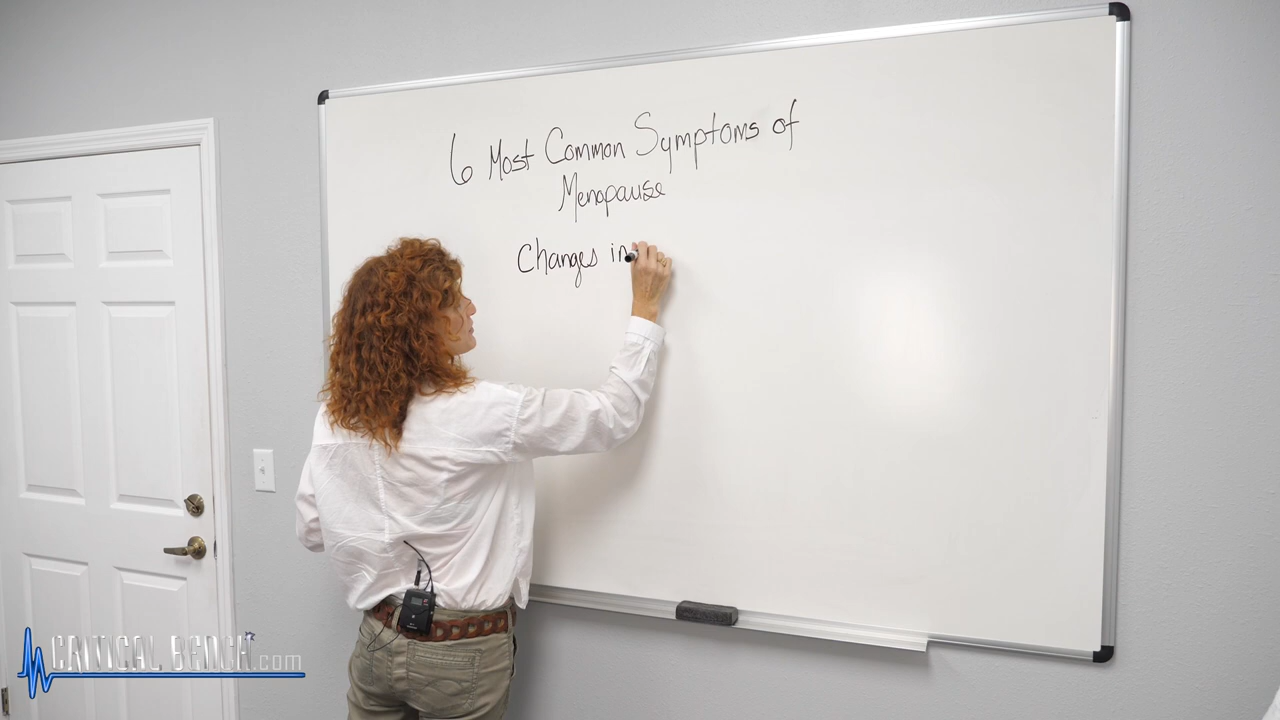 6 Most Common Symptoms of
Menopause
Changes in
CRITICAL BENCH.com